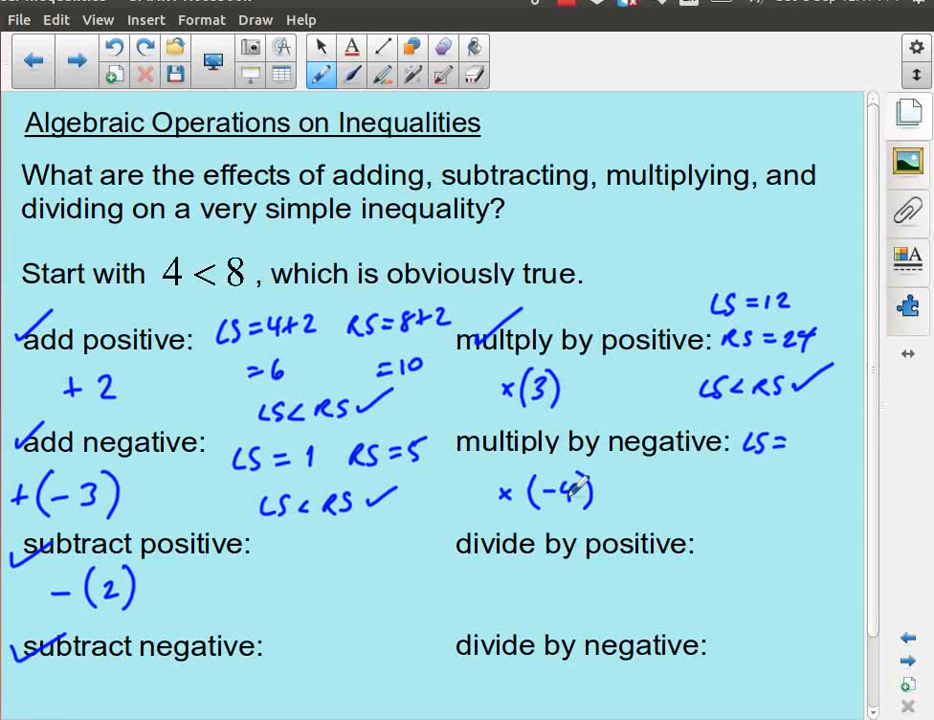 File Edit View Insert Format Draw Help
Algebraic Operations on Inequalities
What are the effects of adding, subtracting, multiplying, and
dividing on a very simple inequality?
Start with 4 < 8 , which is obviously true.
add positive: LS = 4+2 RS = 8+2
+ 2 = 6 = 10
LS < RS ✓
add negative: LS = 1 RS = 5
+(-3) LS < RS ✓
subtract positive:
- (2)
subtract negative:
LS = 12
multply by positive: RS = 24
×(3) LS < RS ✓
multiply by negative: LS =
× (-4)
divide by positive:
divide by negative: